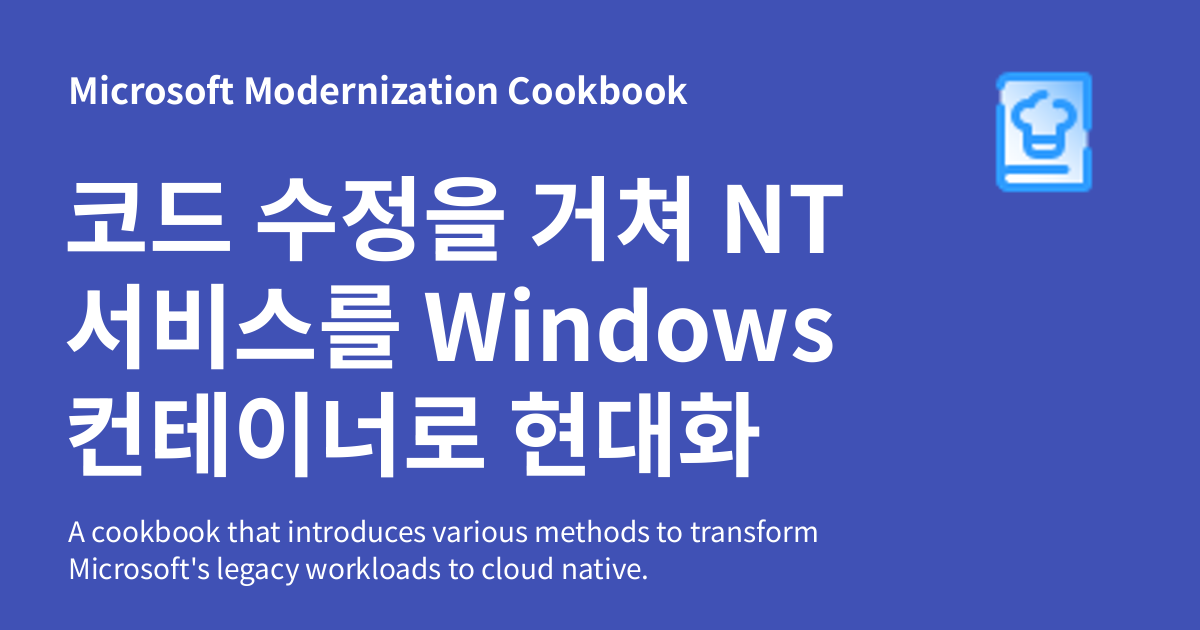 Microsoft Modernization Cookbook
코드 수정을 거쳐 NT
서비스를 Windows
컨테이너로 현대화
A cookbook that introduces various methods to transform
Microsoft's legacy workloads to cloud native.